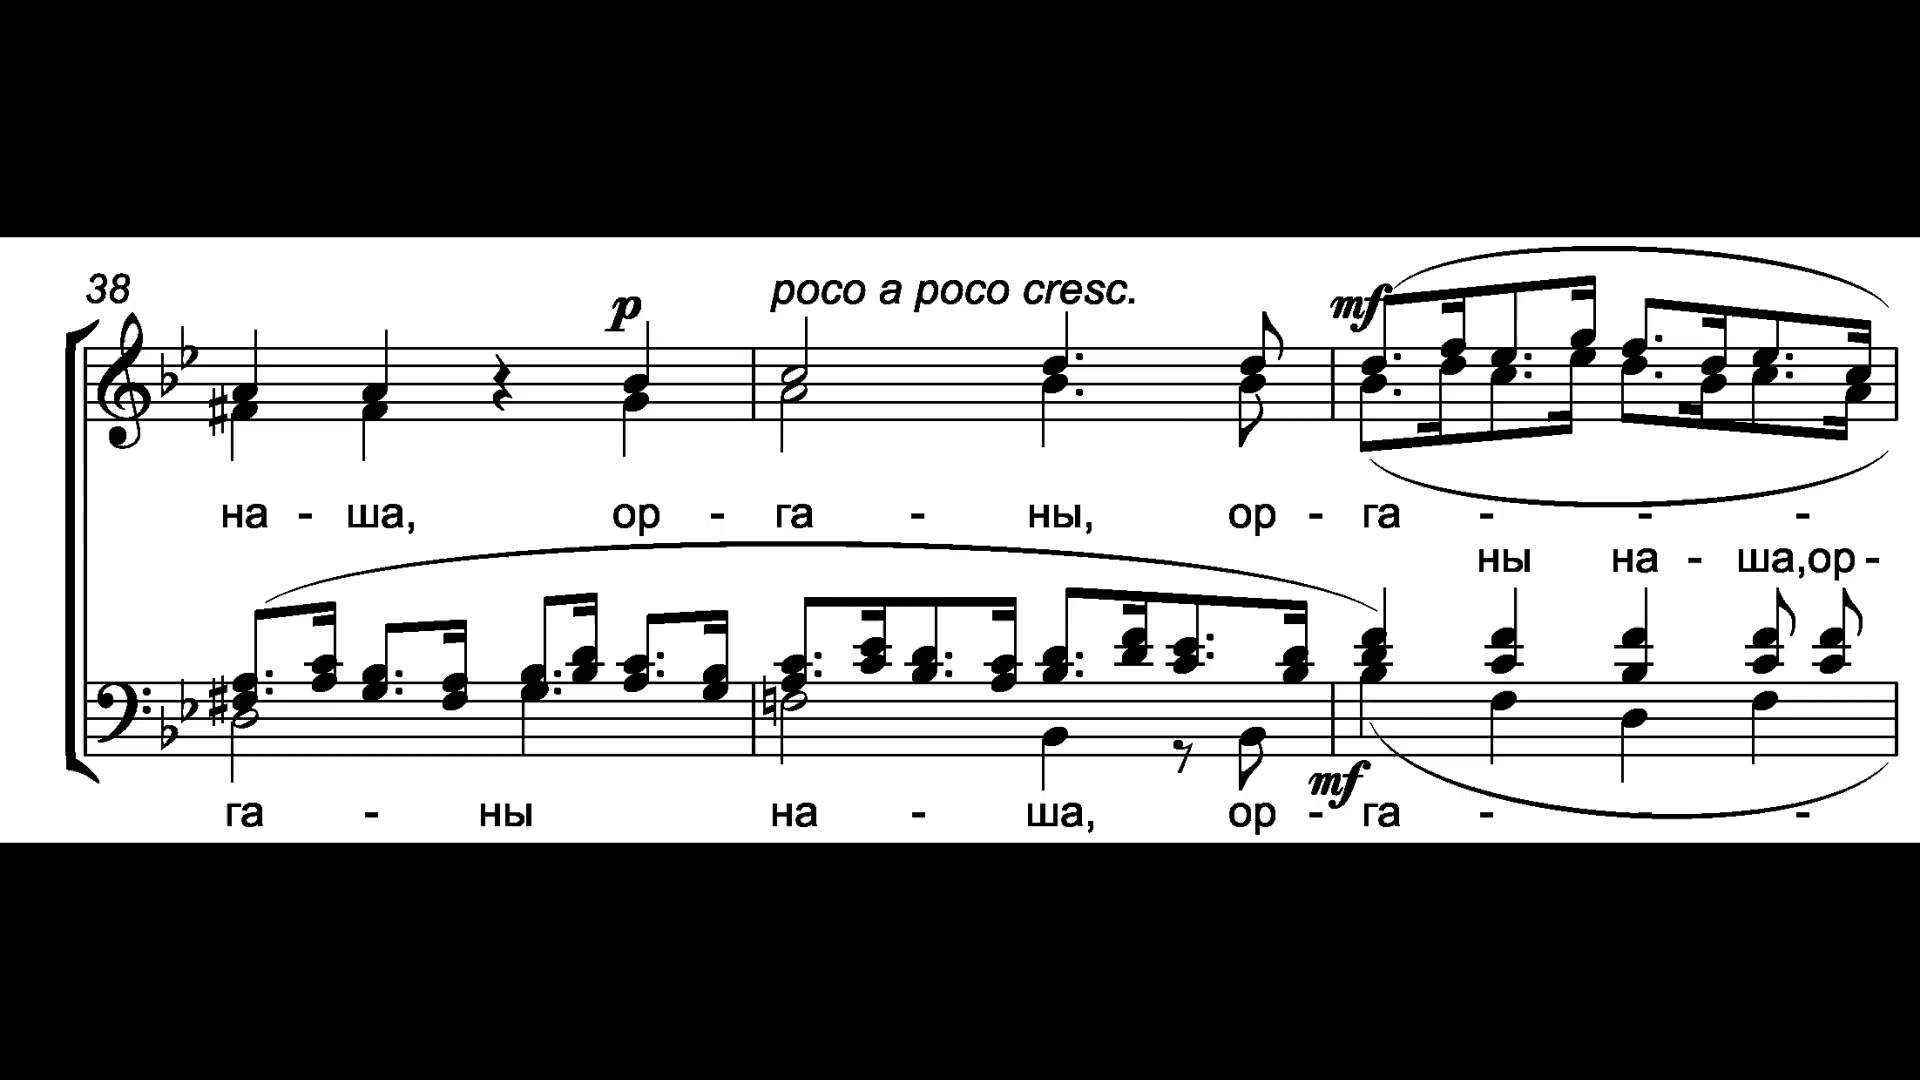 38
p
poco a poco cresc.
mf
на - ша, ор - га - ны, ор - га - - -
ны на - ша, ор -
mf
га - ны на - ша, ор - га - - -